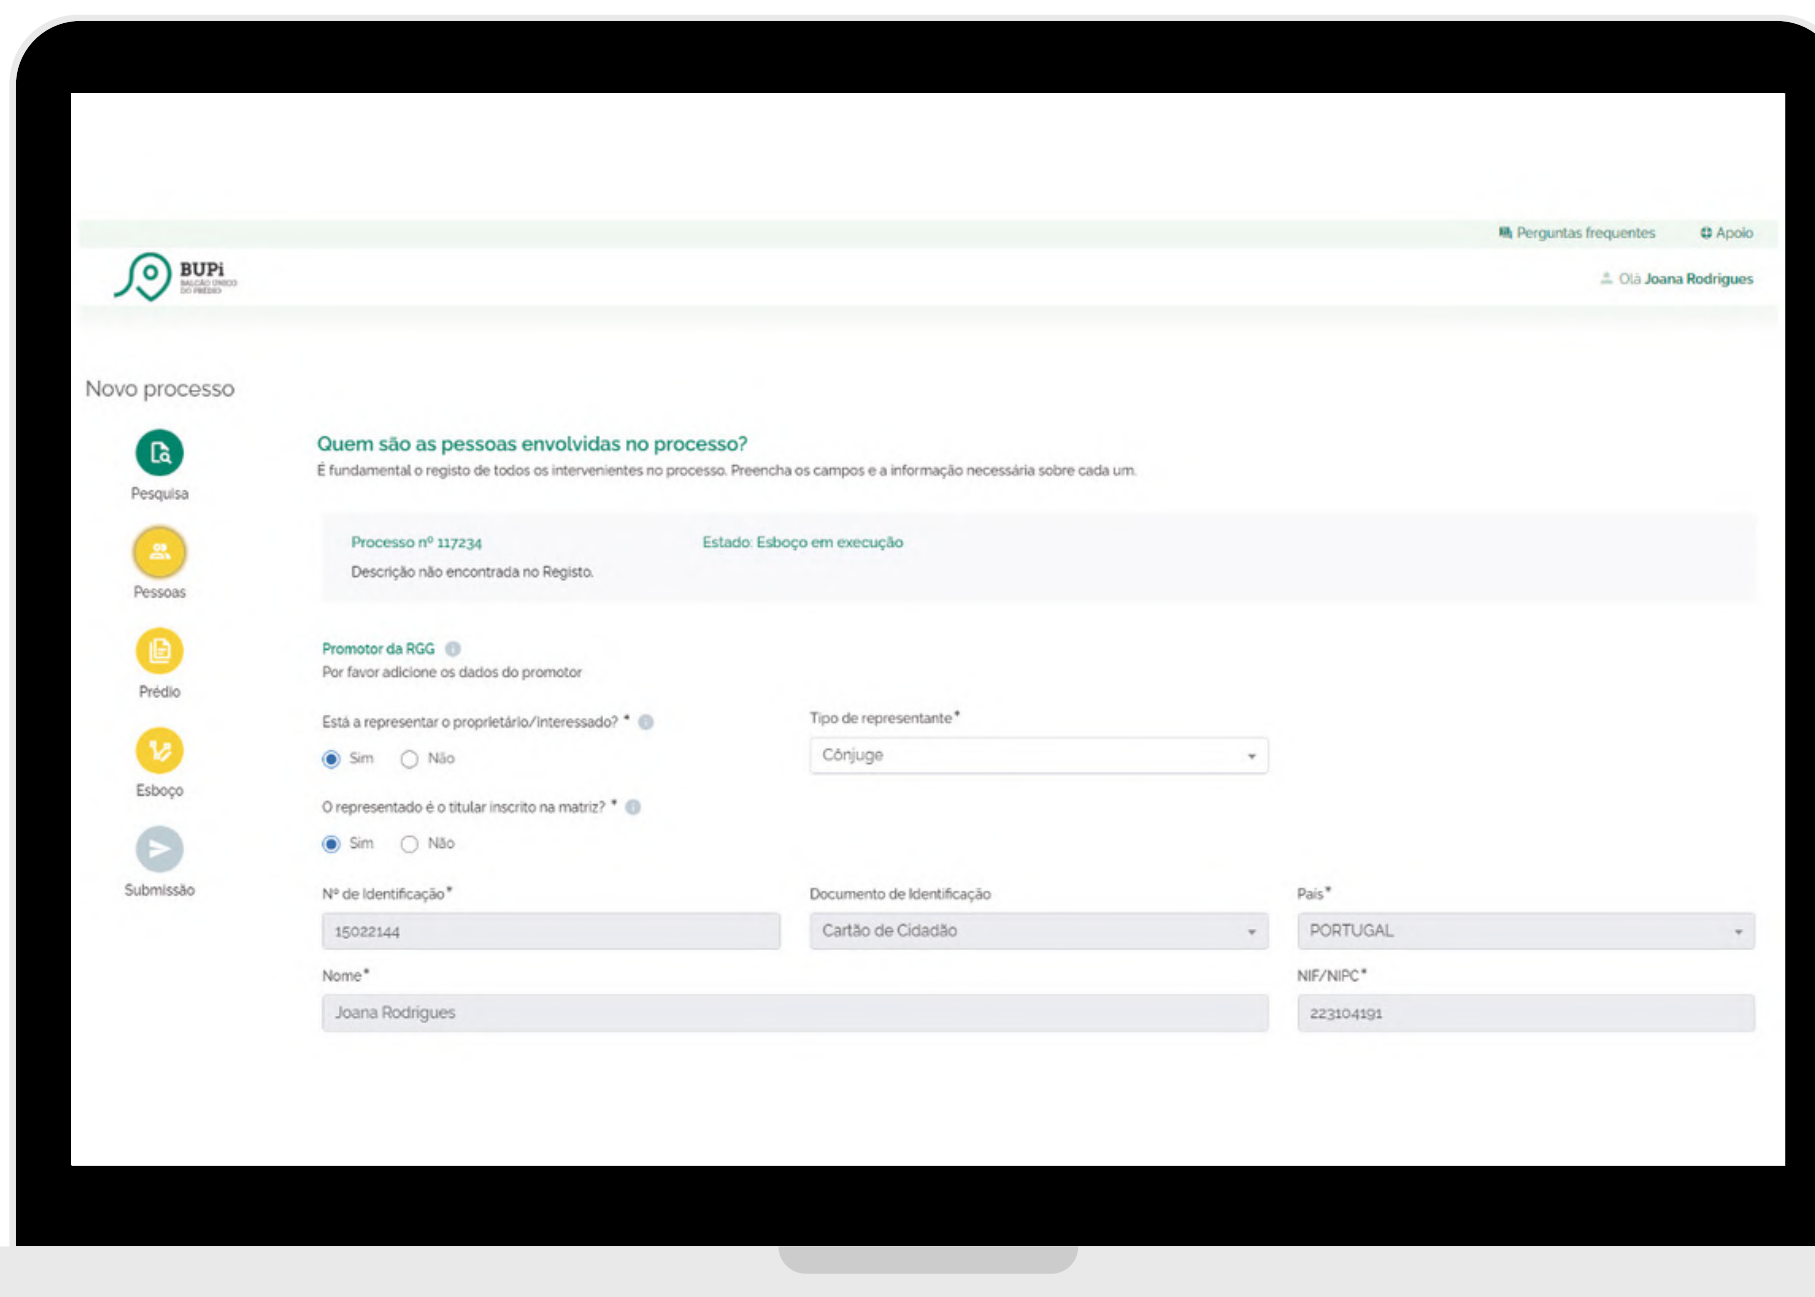 Perguntas frequentes Apoio
BUPi
BALCÃO ÚNICO
DO PRÉDIO
Olá Joana Rodrigues
Novo processo
Pesquisa
Pessoas
Prédio
Esboço
Submissão
Quem são as pessoas envolvidas no processo?
É fundamental o registo de todos os intervenientes no processo. Preencha os campos e a informação necessária sobre cada um.
Processo nº 117234 Estado: Esboço em execução
Descrição não encontrada no Registo.
Promotor da RGG
Por favor adicione os dados do promotor
Está a representar o proprietário/interessado? * Tipo de representante*
Sim Não Cônjuge
O representado é o titular inscrito na matriz? *
Sim Não
Nº de Identificação* Documento de Identificação País*
15022144 Cartão de Cidadão PORTUGAL
Nome* NIF/NIPC*
Joana Rodrigues 223104191